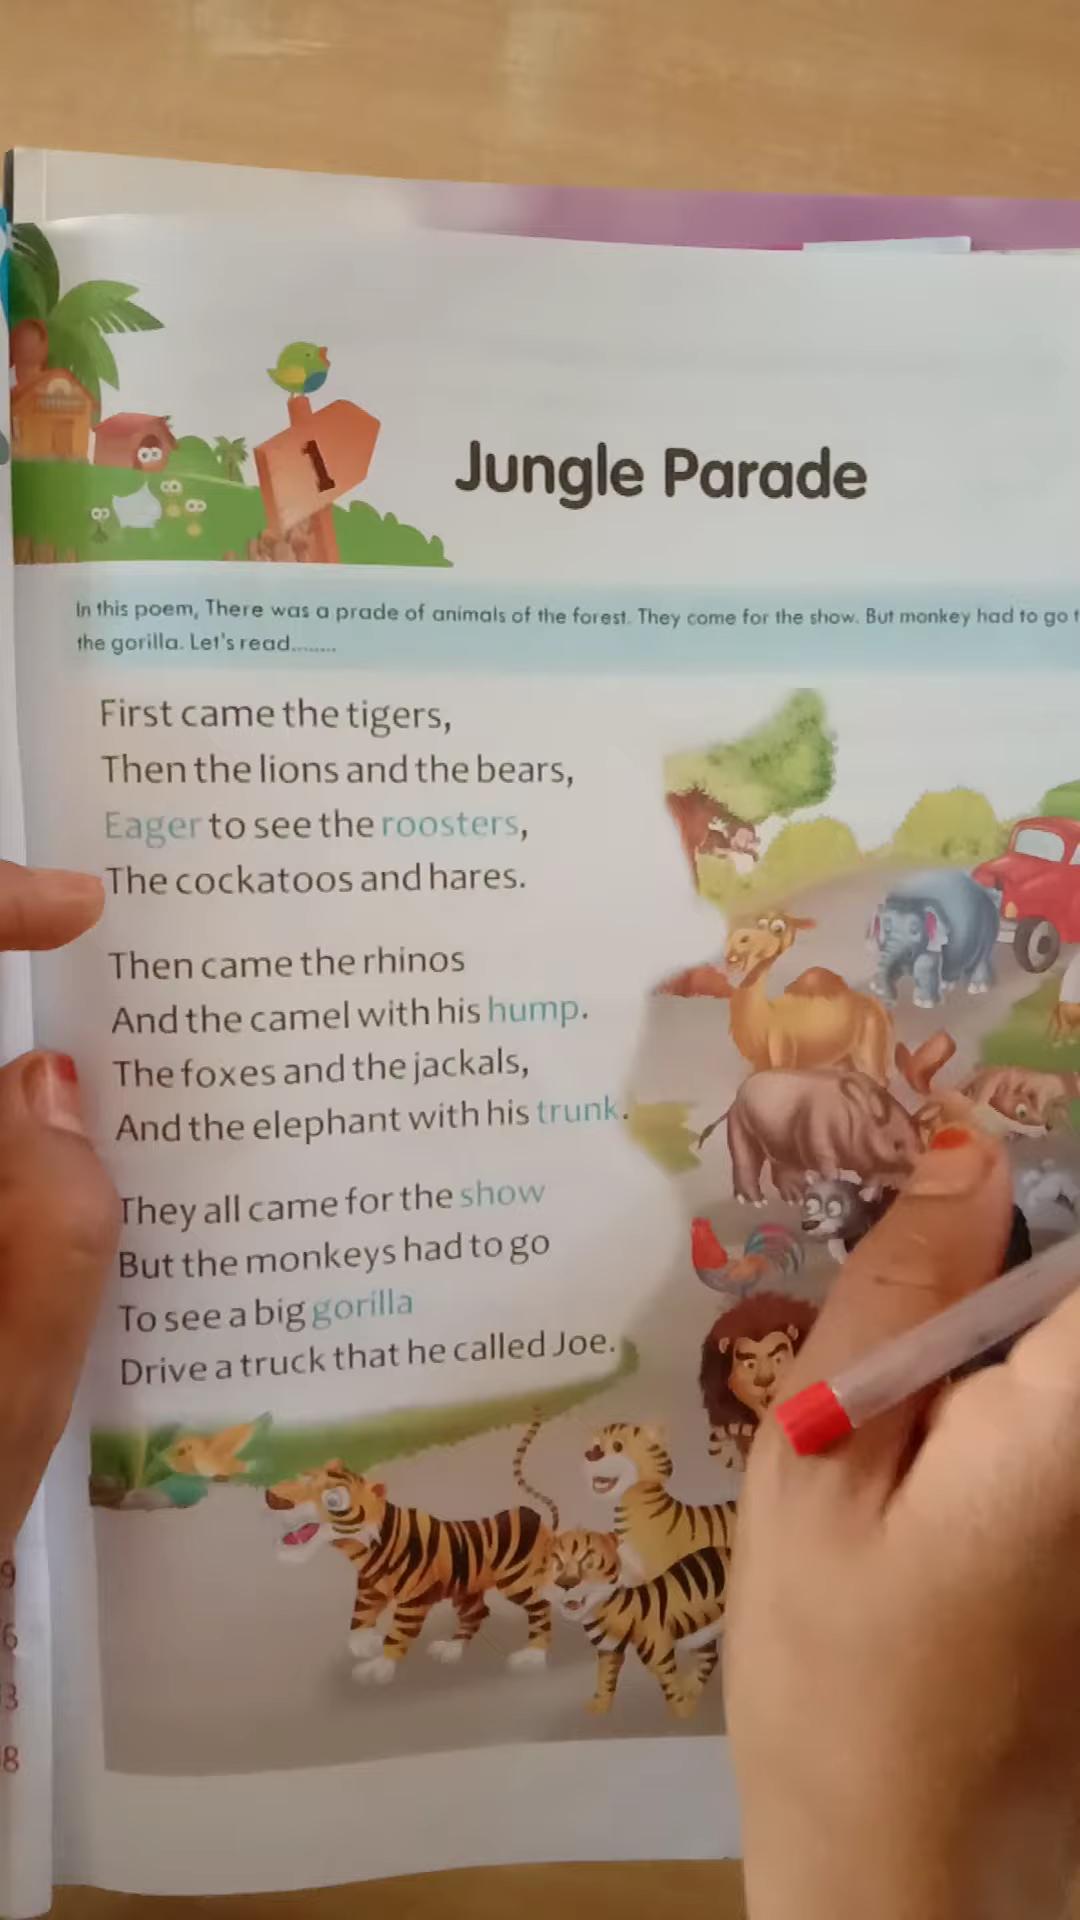 1
Jungle Parade
In this poem, There was a prade of animals of the forest. They come for the show. But monkey had to go
the gorilla. Let's read........
First came the tigers,
Then the lions and the bears,
Eager to see the roosters,
The cockatoos and hares.
Then came the rhinos
And the camel with his hump.
The foxes and the jackals,
And the elephant with his trunk.
They all came for the show
But the monkeys had to go
To see a big gorilla
Drive a truck that he called Joe.
9
6
3
8